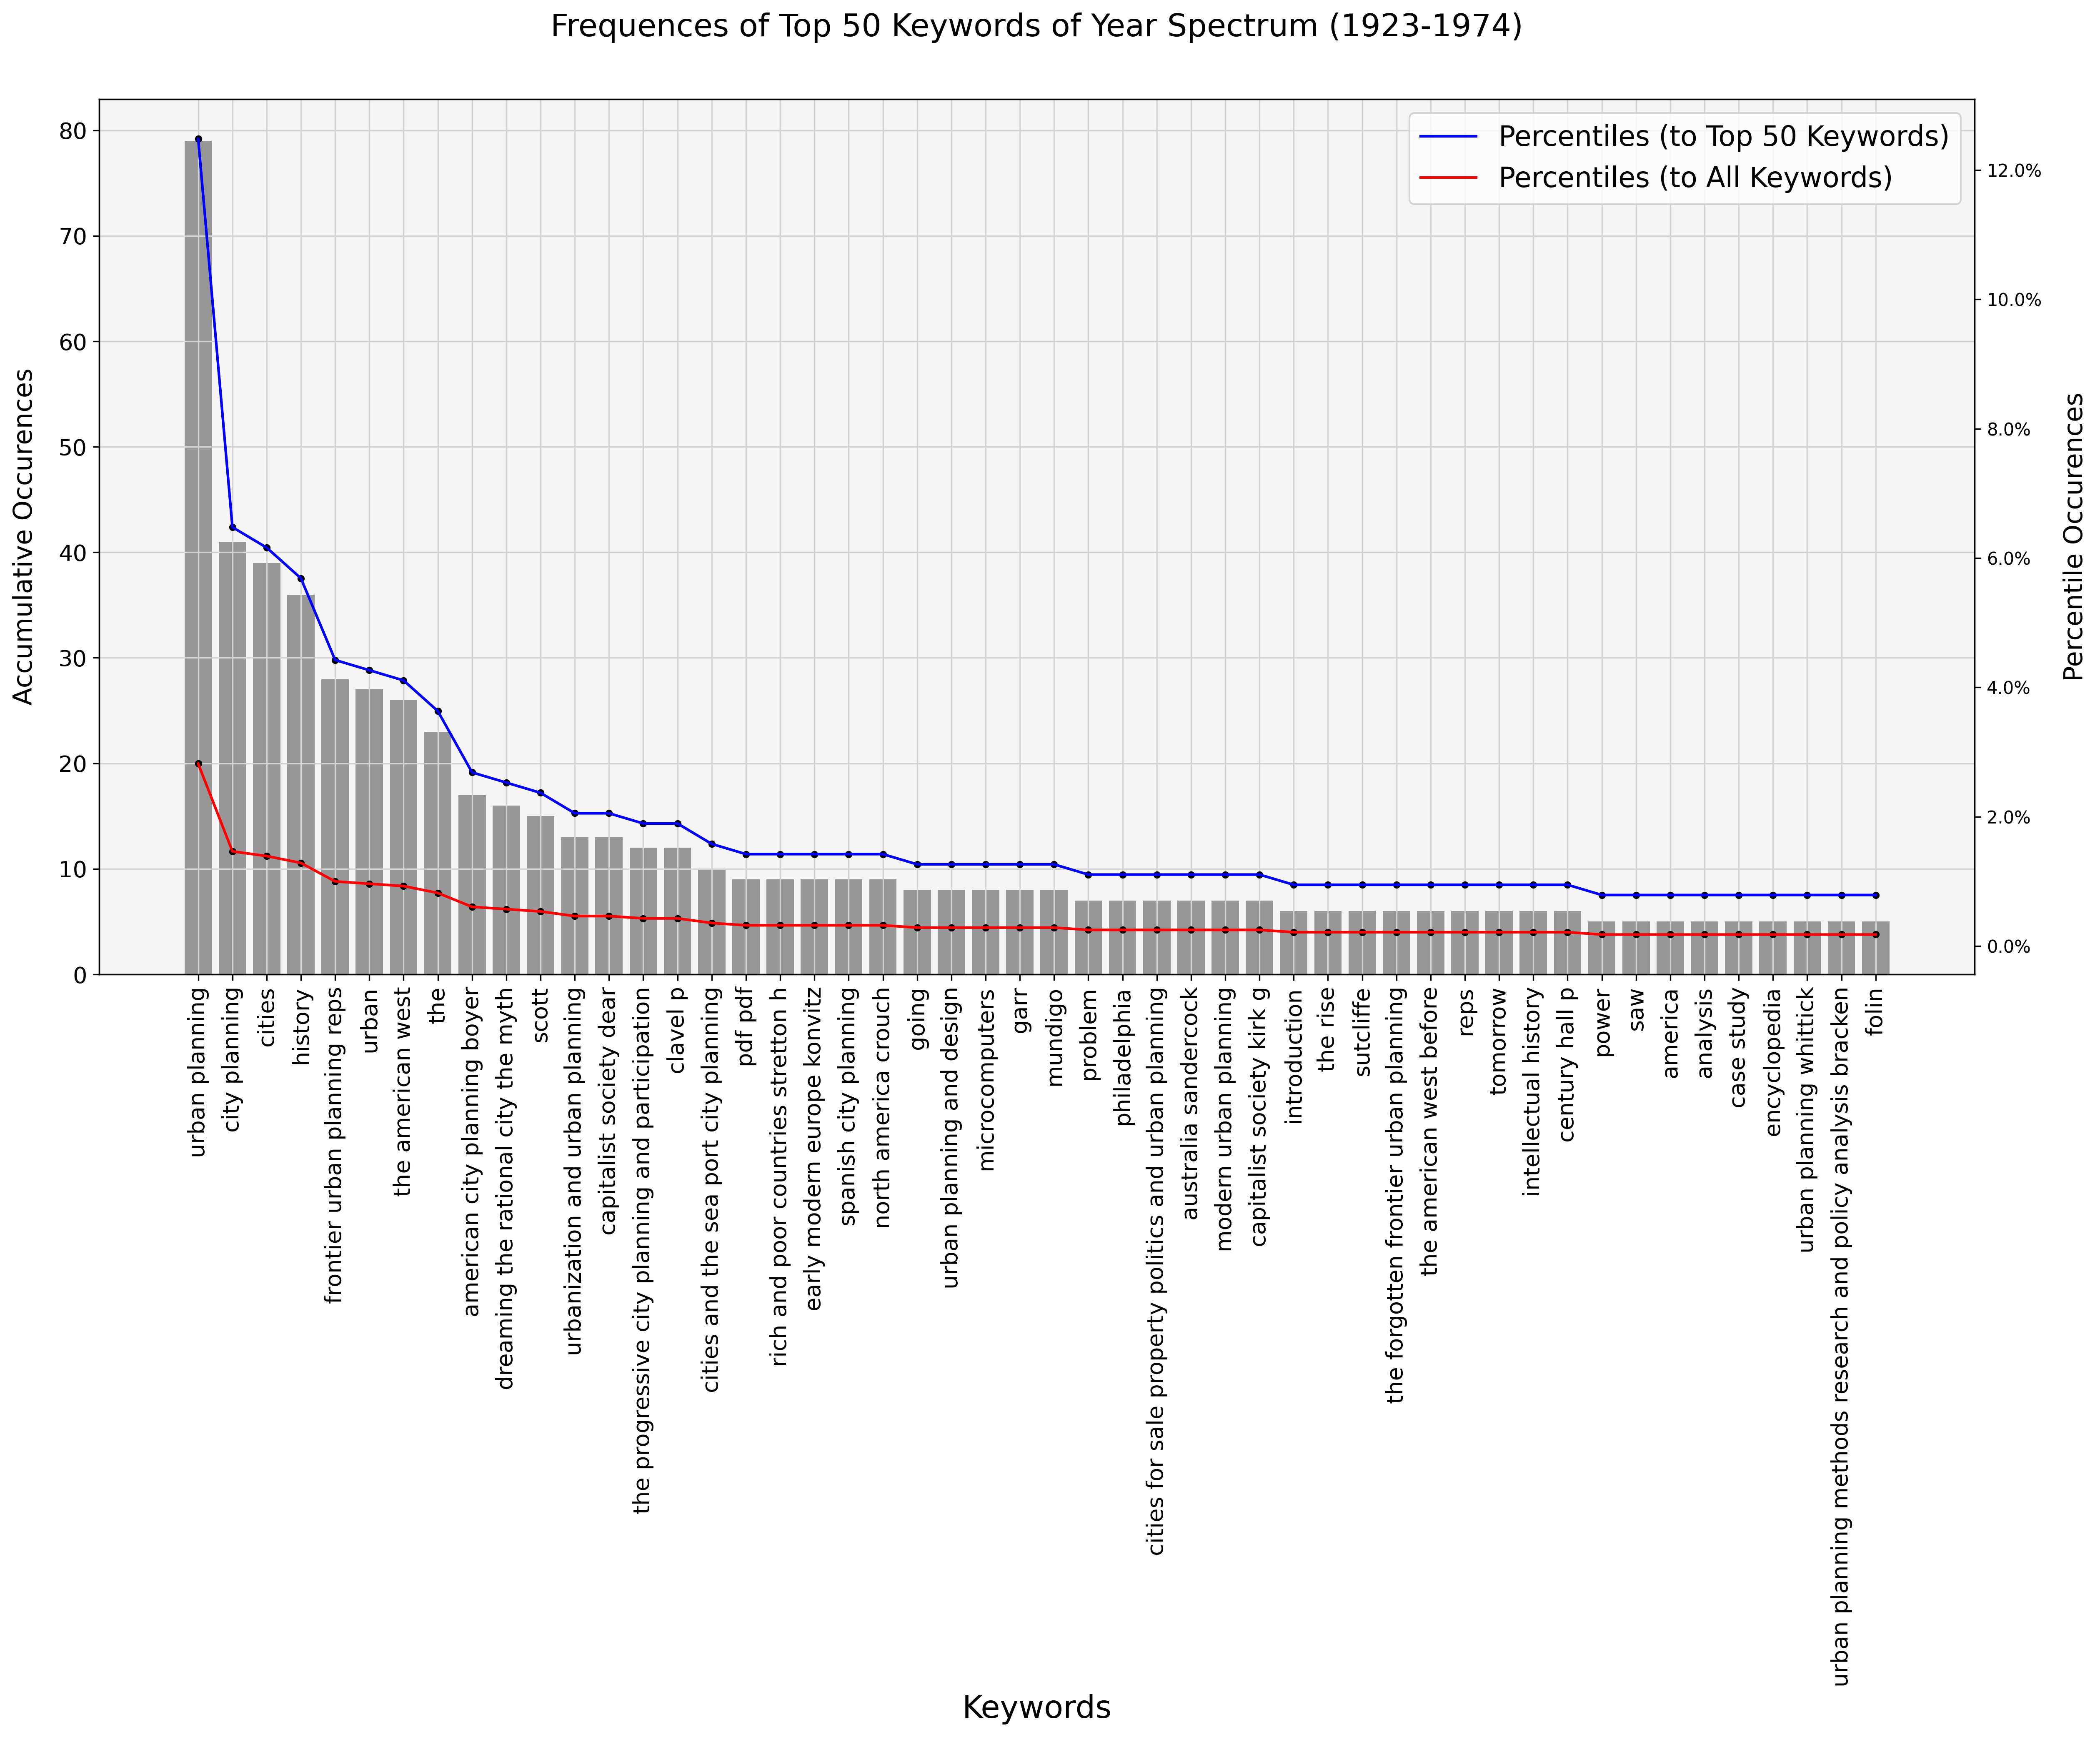 Frequences of Top 50 Keywords of Year Spectrum (1923-1974)
Percentiles (to Top 50 Keywords)
Percentiles (to All Keywords)
Accumulative Occurences
80
70
60
50
40
30
20
10
0
Percentile Occurences
12.0%
10.0%
8.0%
6.0%
4.0%
2.0%
0.0%
urban planning
city planning
cities
history
frontier urban planning reps
urban
the american west
the
american city planning boyer
dreaming the rational city the myth
scott
urbanization and urban planning
capitalist society dear
the progressive city planning and participation
clavel p
cities and the sea port city planning
pdf pdf
rich and poor countries stretton h
early modern europe konvitz
spanish city planning
north america crouch
going
urban planning and design
microcomputers
garr
mundigo
problem
philadelphia
cities for sale property politics and urban planning
australia sandercock
modern urban planning
capitalist society kirk g
introduction
the rise
sutcliffe
the forgotten frontier urban planning
the american west before
reps
tomorrow
intellectual history
century hall p
power
saw
america
analysis
case study
encyclopedia
urban planning whittick
urban planning methods research and policy analysis bracken
folin
Keywords